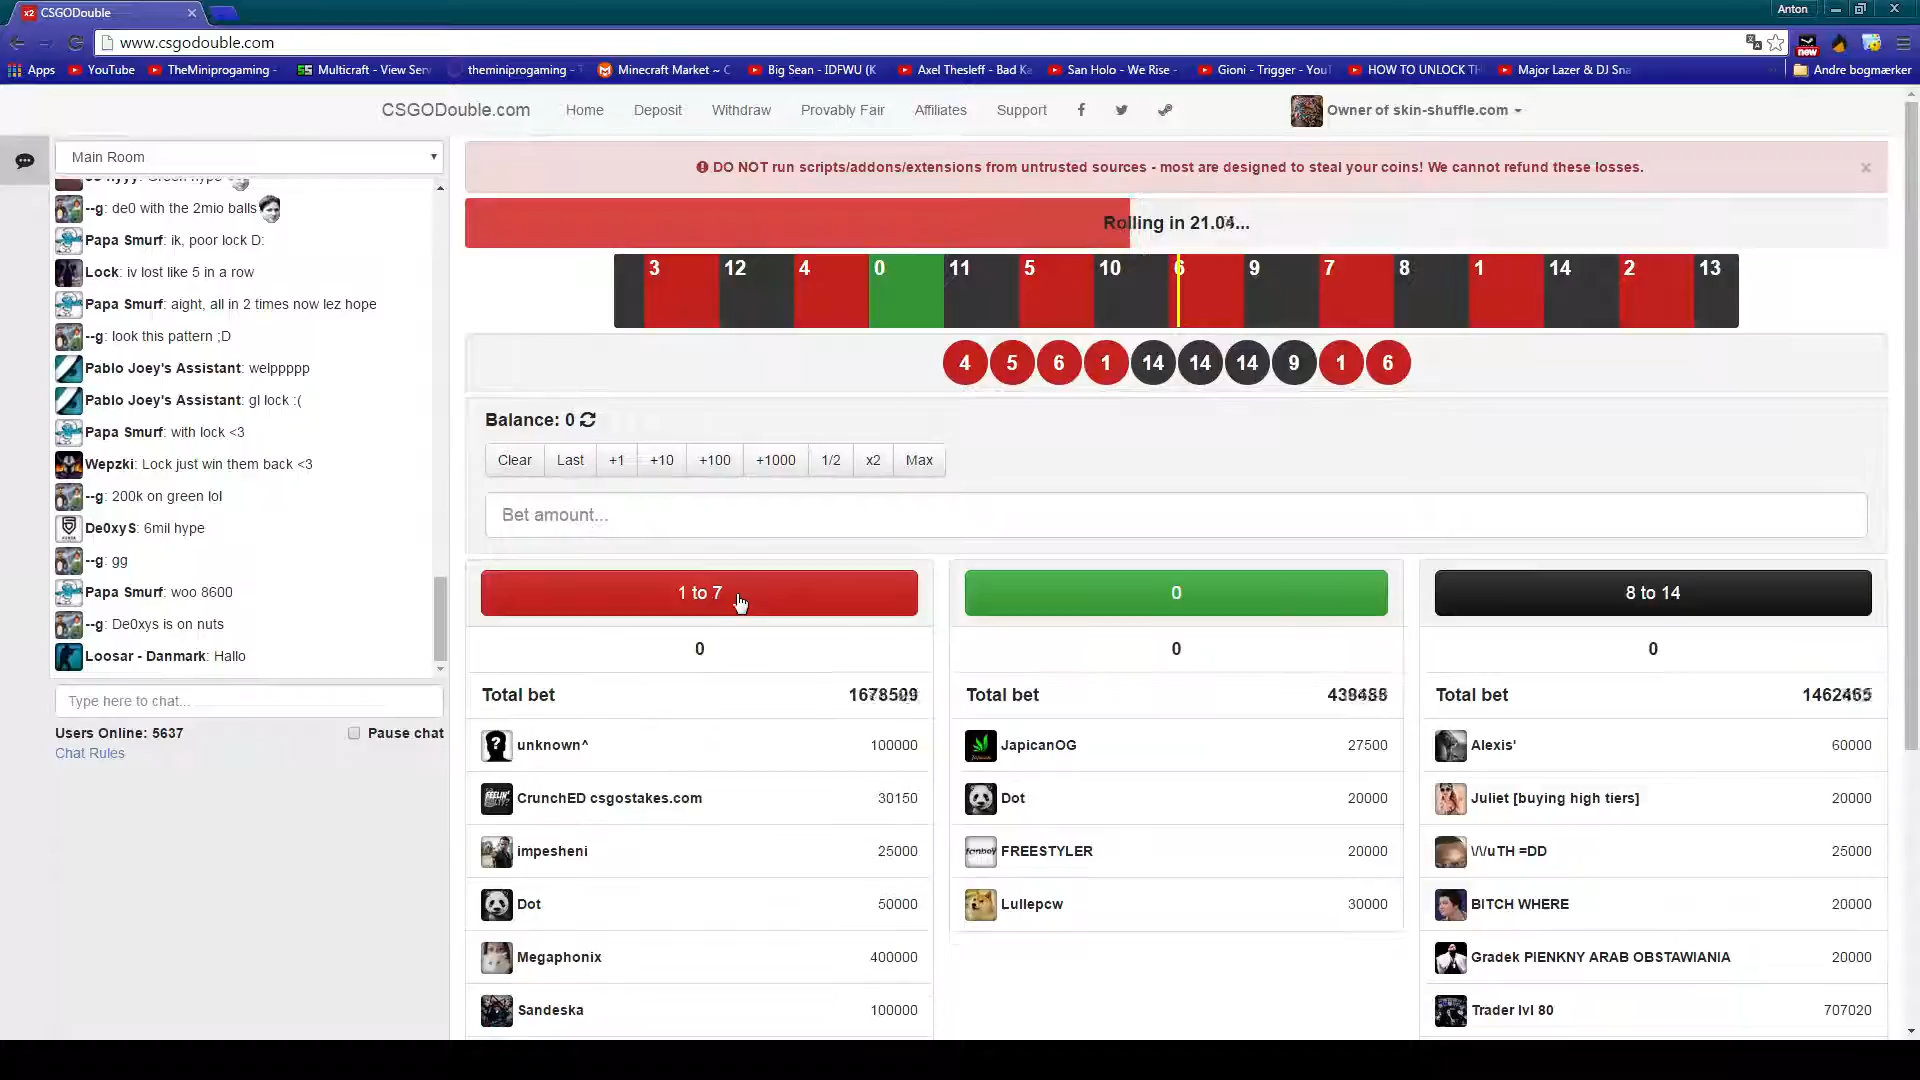 x2 CSGODouble
Anton
www.csgodouble.com
new
Apps YouTube TheMiniprogaming - Multicraft - View Serv theminiprogaming - Minecraft Market ~ C Big Sean - IDFWU (K Axel Thesleff - Bad Ka San Holo - We Rise - Gioni - Trigger - YouT HOW TO UNLOCK TH Major Lazer & DJ Sna Andre bogmærker
CSGODouble.com Home Deposit Withdraw Provably Fair Affiliates Support Owner of skin-shuffle.com
Main Room
DO NOT run scripts/addons/extensions from untrusted sources - most are designed to steal your coins! We cannot refund these losses.
--g: de0 with the 2mio balls
Papa Smurf: ik, poor lock D:
Lock: iv lost like 5 in a row
Papa Smurf: aight, all in 2 times now lez hope
--g: look this pattern ;D
Pablo Joey's Assistant: welppppp
Pablo Joey's Assistant: gl lock :(
Papa Smurf: with lock <3
Wepzki: Lock just win them back <3
--g: 200k on green lol
De0xyS: 6mil hype
--g: gg
Papa Smurf: woo 8600
--g: De0xys is on nuts
Loosar - Danmark: Hallo
Type here to chat...
Users Online: 5637 Pause chat
Chat Rules
Rolling in 21.04...
3 12 4 0 11 5 10 6 9 7 8 1 14 2 13
4 5 6 1 14 14 14 9 1 6
Balance: 0
Clear Last +1 +10 +100 +1000 1/2 x2 Max
Bet amount...
1 to 7
0
Total bet
unknown^ 100000
CrunchED csgostakes.com 30150
impesheni 25000
Dot 50000
Megaphonix 400000
Sandeska 100000
0
0
Total bet
JapicanOG 27500
Dot 20000
FREESTYLER 20000
Lullepcw 30000
8 to 14
0
Total bet
Alexis' 60000
Juliet [buying high tiers] 20000
\/\/uTH =DD 25000
BITCH WHERE 20000
Gradek PIENKNY ARAB OBSTAWIANIA 20000
Trader lvl 80 707020